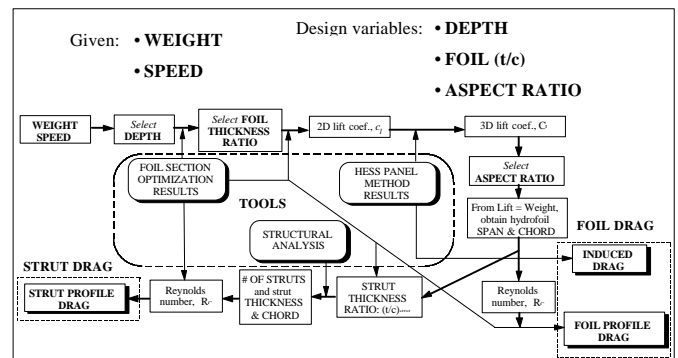 Given: • WEIGHT
• SPEED
Design variables: • DEPTH
• FOIL (t/c)
• ASPECT RATIO
WEIGHT
SPEED
Select
DEPTH
Select FOIL
THICKNESS
RATIO
2D lift coef., cl
3D lift coef., C
FOIL SECTION
OPTIMIZATION
RESULTS
HESS PANEL
METHOD
RESULTS
Select
ASPECT RATIO
TOOLS
From Lift = Weight,
obtain hydrofoil
SPAN & CHORD
STRUCTURAL
ANALYSIS
FOIL DRAG
INDUCED
DRAG
STRUT DRAG
STRUT PROFILE
DRAG
Reynolds
number, R
# OF STRUTS
and strut
THICKNESS
& CHORD
STRUT
THICKNESS
RATIO: (t/c)
Reynolds
number, R
FOIL PROFILE
DRAG